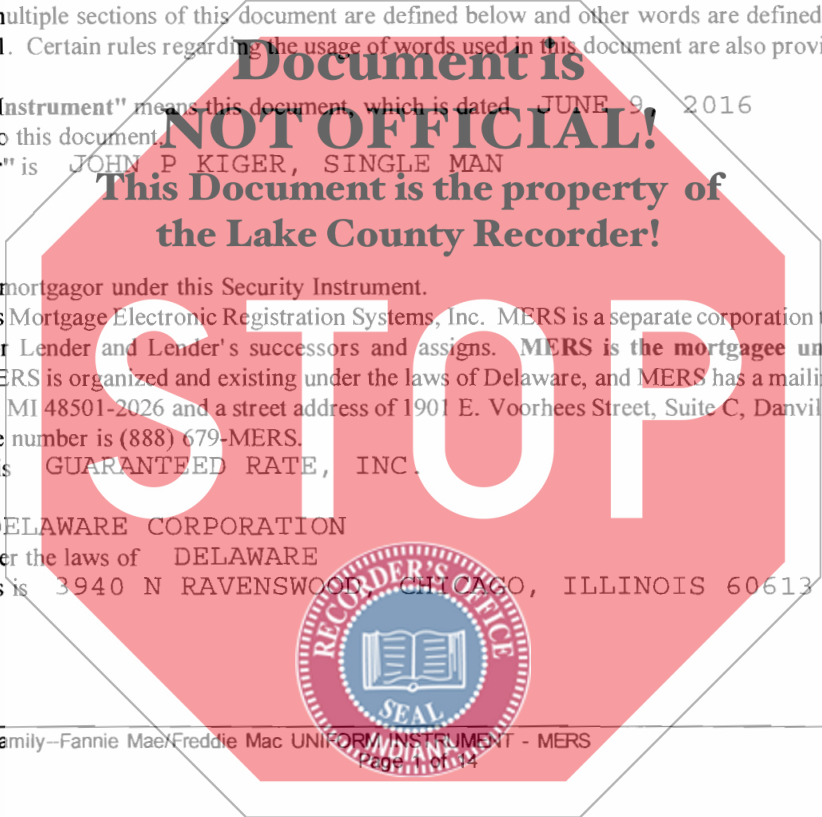 ultiple sections of this document are defined below and other words are defined
. Certain rules regarding the usage of words used in this document are also provi
Document is
Instrument" means this document, which is dated JUNE 9, 2016
NOT OFFICIAL!
o this document.
" is JOHN P KIGER, SINGLE MAN
This Document is the property of
the Lake County Recorder!
mortgagor under this Security Instrument.
s Mortgage Electronic Registration Systems, Inc. MERS is a separate corporation t
r Lender and Lender's successors and assigns. MERS is the mortgagee un
ERS is organized and existing under the laws of Delaware, and MERS has a maili
MI 48501-2026 and a street address of 1901 E. Voorhees Street, Suite C, Danvil
e number is (888) 679-MERS.
STOP
s GUARANTEED RATE, INC.
DELAWARE CORPORATION
er the laws of DELAWARE
s is 3940 N RAVENSWOOD, CHICAGO, ILLINOIS 60613
RECORDER'S OFFICE
SEAL
INDIANA
amily--Fannie Mae/Freddie Mac UNIFORM INSTRUMENT - MERS
Page 1 of 14